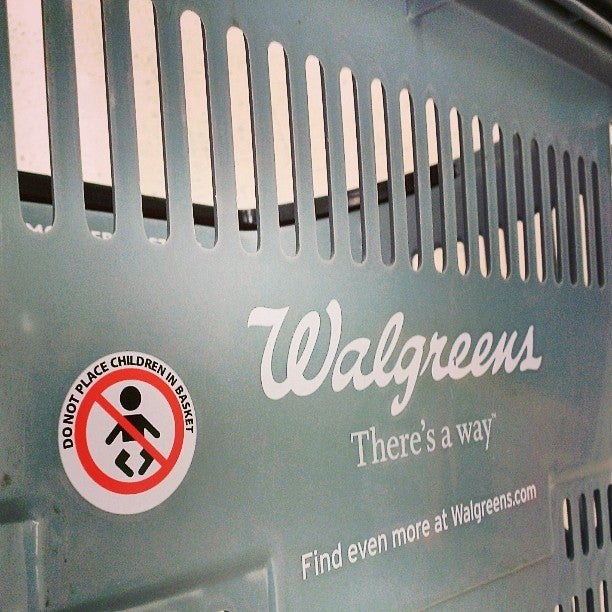 Walgreens
There's a way™
Find even more at Walgreens.com
DO NOT PLACE CHILDREN IN BASKET